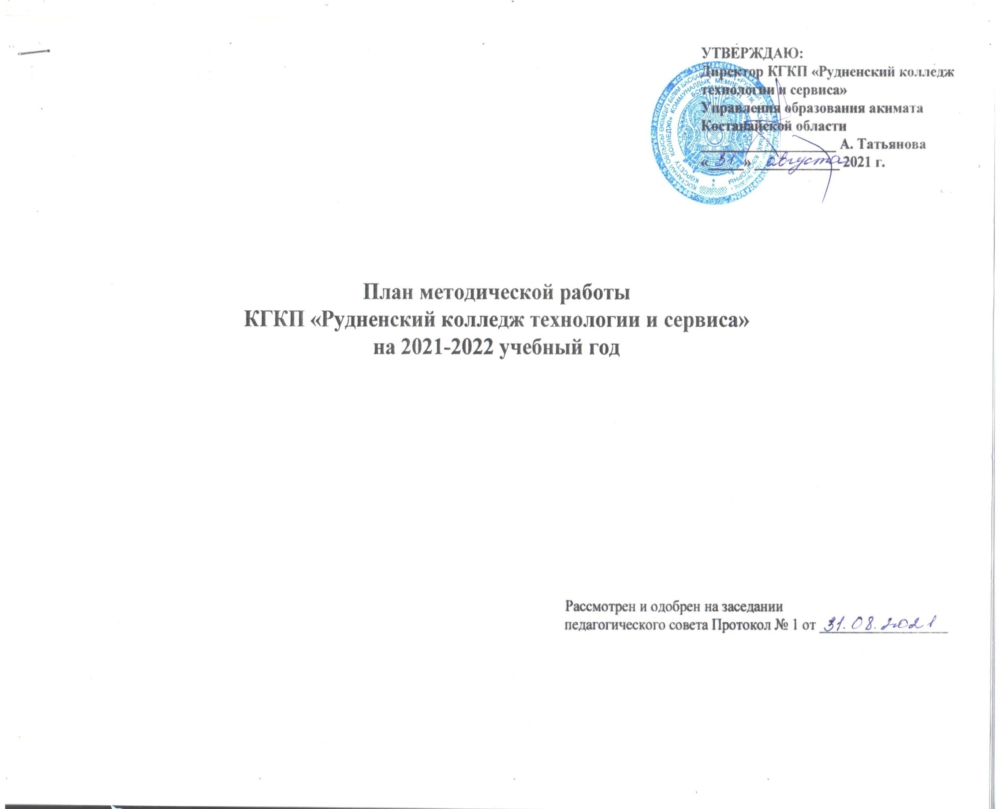 УТВЕРЖДАЮ:
Директор КГКП «Рудненский колледж
технологии и сервиса»
Управления образования акимата
Костанайской области
А. Татьянова
«31» августа 2021 г.
План методической работы
КГКП «Рудненский колледж технологии и сервиса»
на 2021-2022 учебный год
Рассмотрен и одобрен на заседании
педагогического совета Протокол № 1 от 31.08.2021